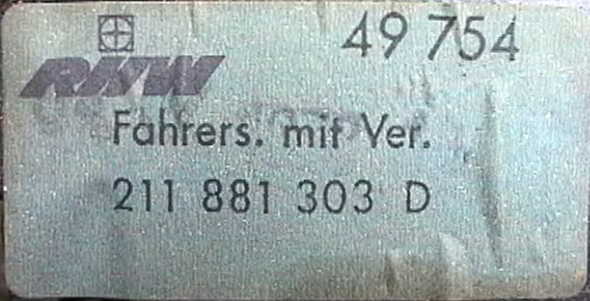 49 754
RKW
Fahrers. mit Ver.
211 881 303 D